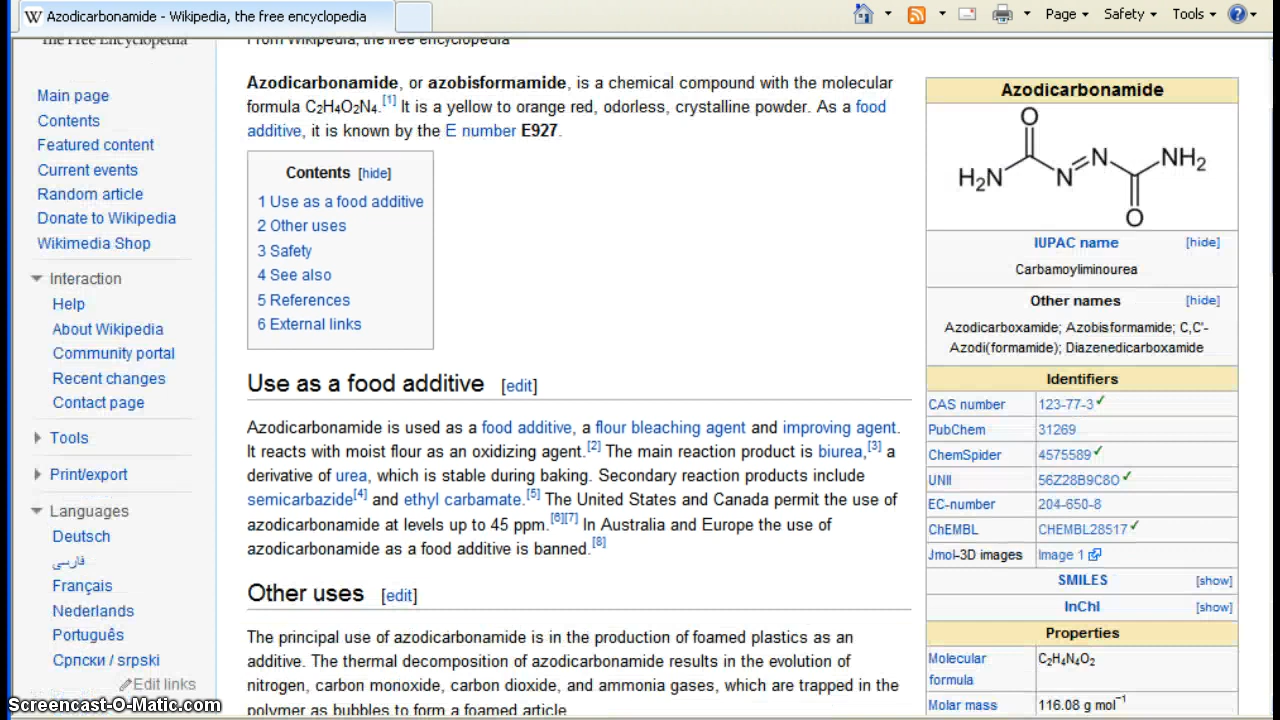 Azodicarbonamide - Wikipedia, the free encyclopedia
Page
Safety
Tools
The Free Encyclopedia
Main page
Contents
Featured content
Current events
Random article
Donate to Wikipedia
Wikimedia Shop
Interaction
Help
About Wikipedia
Community portal
Recent changes
Contact page
Tools
Print/export
Languages
Deutsch
فارسی
Français
Nederlands
Português
Српски / srpski
Edit links
From Wikipedia, the free encyclopedia
Azodicarbonamide, or azobisformamide, is a chemical compound with the molecular
formula C2H4O2N4.[1] It is a yellow to orange red, odorless, crystalline powder. As a food
additive, it is known by the E number E927.
Contents [hide]
1 Use as a food additive
2 Other uses
3 Safety
4 See also
5 References
6 External links
Use as a food additive [edit]
Azodicarbonamide is used as a food additive, a flour bleaching agent and improving agent.
It reacts with moist flour as an oxidizing agent.[2] The main reaction product is biurea,[3] a
derivative of urea, which is stable during baking. Secondary reaction products include
semicarbazide[4] and ethyl carbamate.[5] The United States and Canada permit the use of
azodicarbonamide at levels up to 45 ppm.[6][7] In Australia and Europe the use of
azodicarbonamide as a food additive is banned.[8]
Other uses [edit]
The principal use of azodicarbonamide is in the production of foamed plastics as an
additive. The thermal decomposition of azodicarbonamide results in the evolution of
nitrogen, carbon monoxide, carbon dioxide, and ammonia gases, which are trapped in the
polymer as bubbles to form a foamed article
Azodicarbonamide
O
H2N N N NH2
O
IUPAC name [hide]
Carbamoyliminourea
Other names [hide]
Azodicarboxamide; Azobisformamide; C,C'-
Azodi(formamide); Diazenedicarboxamide
Identifiers
CAS number 123-77-3 ✓
PubChem 31269
ChemSpider 4575589 ✓
UNII 56Z28B9C8O ✓
EC-number 204-650-8
ChEMBL CHEMBL28517 ✓
Jmol-3D images Image 1
SMILES [show]
InChI [show]
Properties
Molecular C2H4N4O2
formula
Molar mass 116.08 g mol−1
Screencast-O-Matic.com